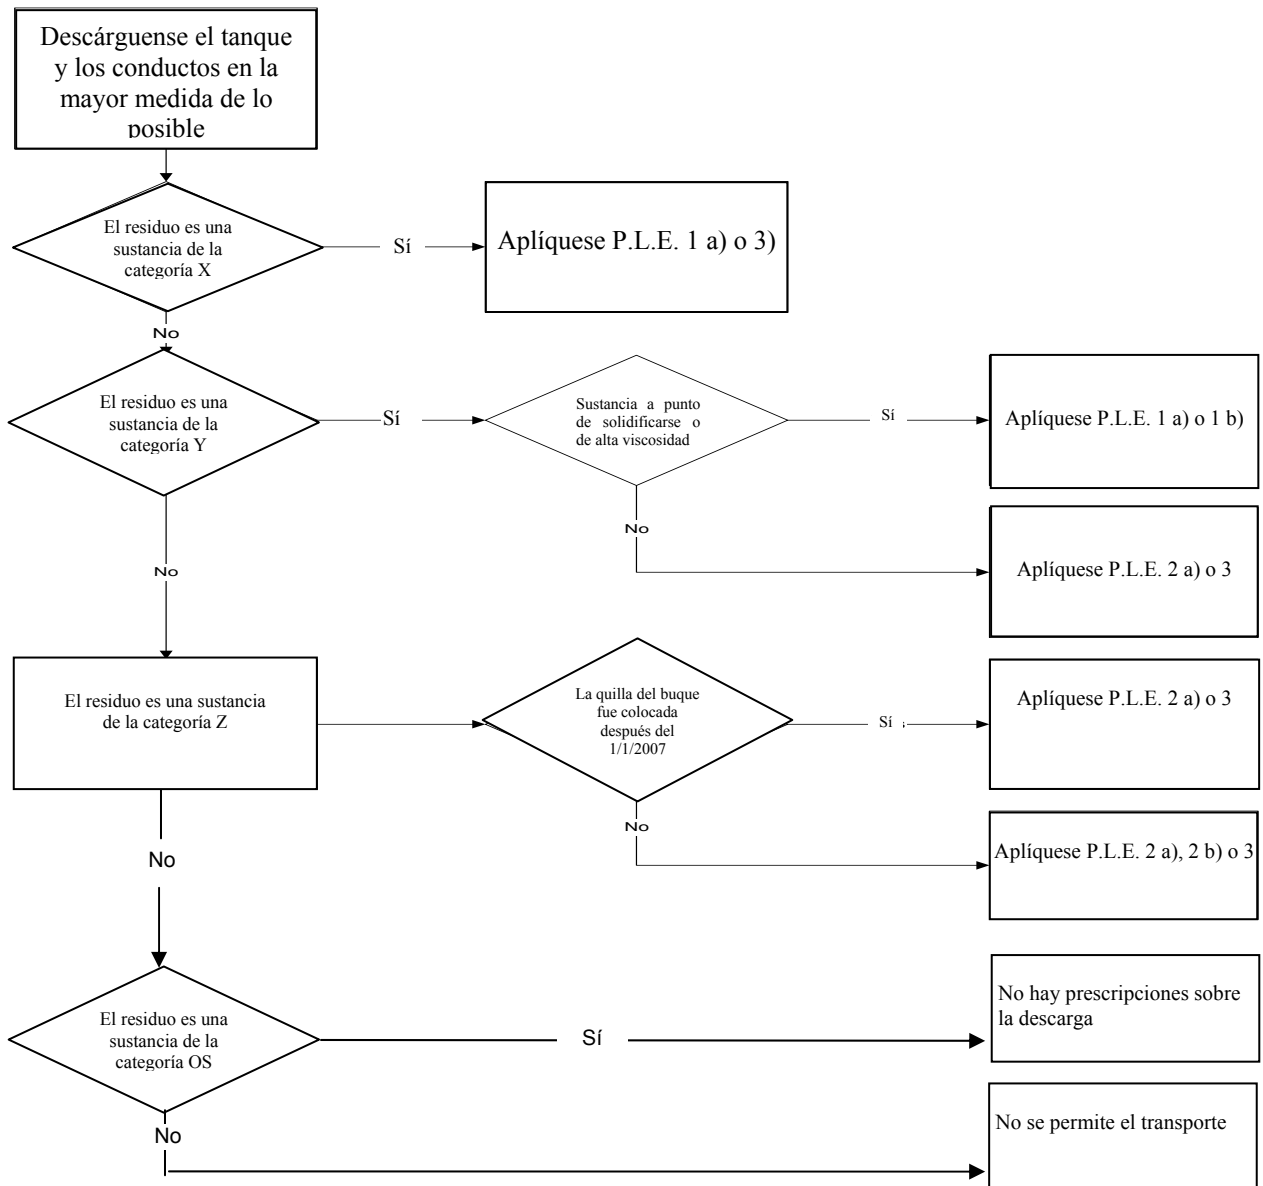 Descárguense el tanque
y los conductos en la
mayor medida de lo
posible
El residuo es una
sustancia de la
categoría X
Sí
Aplíquese P.L.E. 1 a) o 3)
No
El residuo es una
sustancia de la
categoría Y
Sí
Sustancia a punto
de solidificarse o
de alta viscosidad
Sí
Aplíquese P.L.E. 1 a) o 1 b)
No
Aplíquese P.L.E. 2 a) o 3
No
El residuo es una sustancia
de la categoría Z
La quilla del buque
fue colocada
después del
1/1/2007
Sí
Aplíquese P.L.E. 2 a) o 3
No
Aplíquese P.L.E. 2 a), 2 b) o 3
No
El residuo es una
sustancia de la
categoría OS
Sí
No hay prescripciones sobre
la descarga
No
No se permite el transporte